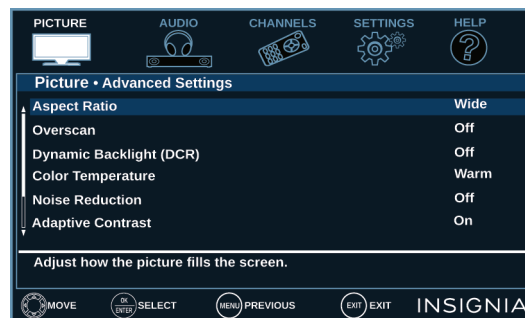 PICTURE AUDIO CHANNELS SETTINGS HELP
Picture • Advanced Settings
Aspect Ratio Wide
Overscan Off
Dynamic Backlight (DCR) Off
Color Temperature Warm
Noise Reduction Off
Adaptive Contrast On
Adjust how the picture fills the screen.
MOVE OK ENTER SELECT MENU PREVIOUS EXIT EXIT INSIGNIA